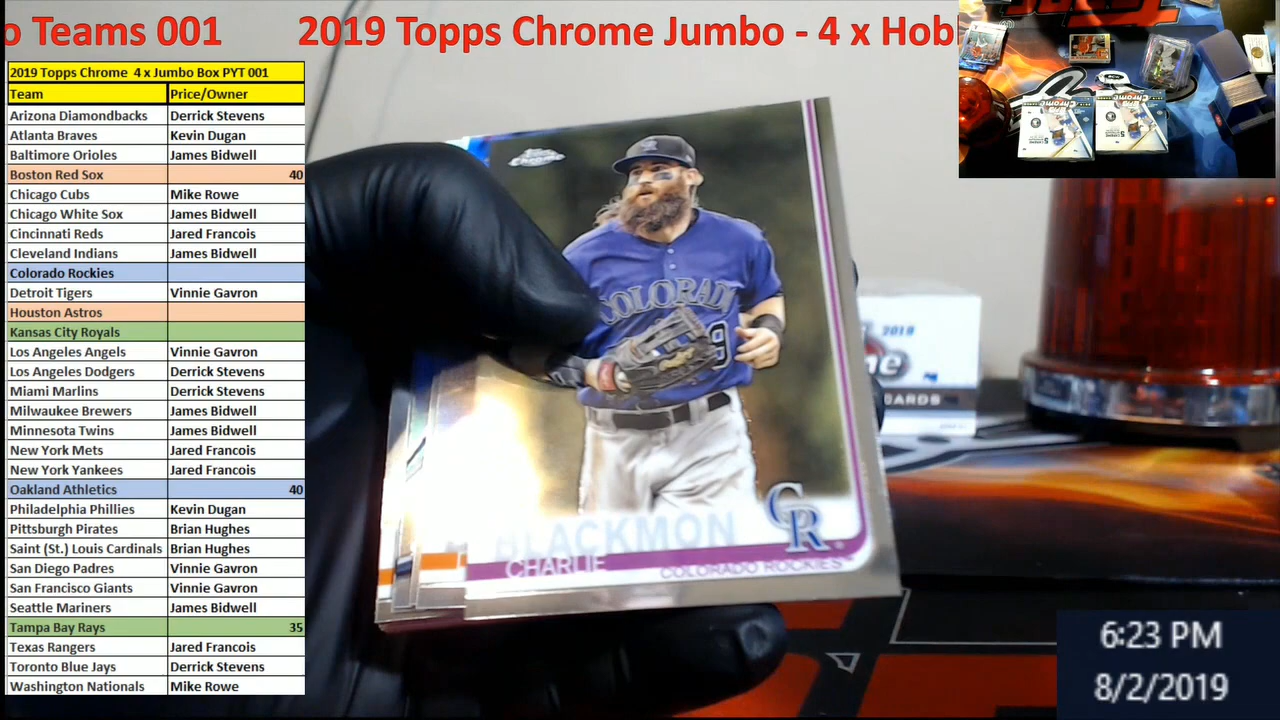 o Teams 001 2019 Topps Chrome Jumbo - 4 x Hob
2019 Topps Chrome 4 x Jumbo Box PYT 001
Team Price/Owner
Arizona Diamondbacks Derrick Stevens
Atlanta Braves Kevin Dugan
Baltimore Orioles James Bidwell
Boston Red Sox 40
Chicago Cubs Mike Rowe
Chicago White Sox James Bidwell
Cincinnati Reds Jared Francois
Cleveland Indians James Bidwell
Colorado Rockies
Detroit Tigers Vinnie Gavron
Houston Astros
Kansas City Royals
Los Angeles Angels Vinnie Gavron
Los Angeles Dodgers Derrick Stevens
Miami Marlins Derrick Stevens
Milwaukee Brewers James Bidwell
Minnesota Twins James Bidwell
New York Mets Jared Francois
New York Yankees Jared Francois
Oakland Athletics 40
Philadelphia Phillies Kevin Dugan
Pittsburgh Pirates Brian Hughes
Saint (St.) Louis Cardinals Brian Hughes
San Diego Padres Vinnie Gavron
San Francisco Giants Vinnie Gavron
Seattle Mariners James Bidwell
Tampa Bay Rays 35
Texas Rangers Jared Francois
Toronto Blue Jays Derrick Stevens
Washington Nationals Mike Rowe
Chrome
COLORAD
9
BLACKMON
CHARLIE
COLORADO ROCKIES
CR
2019
ome
CARDS
6:23 PM
8/2/2019